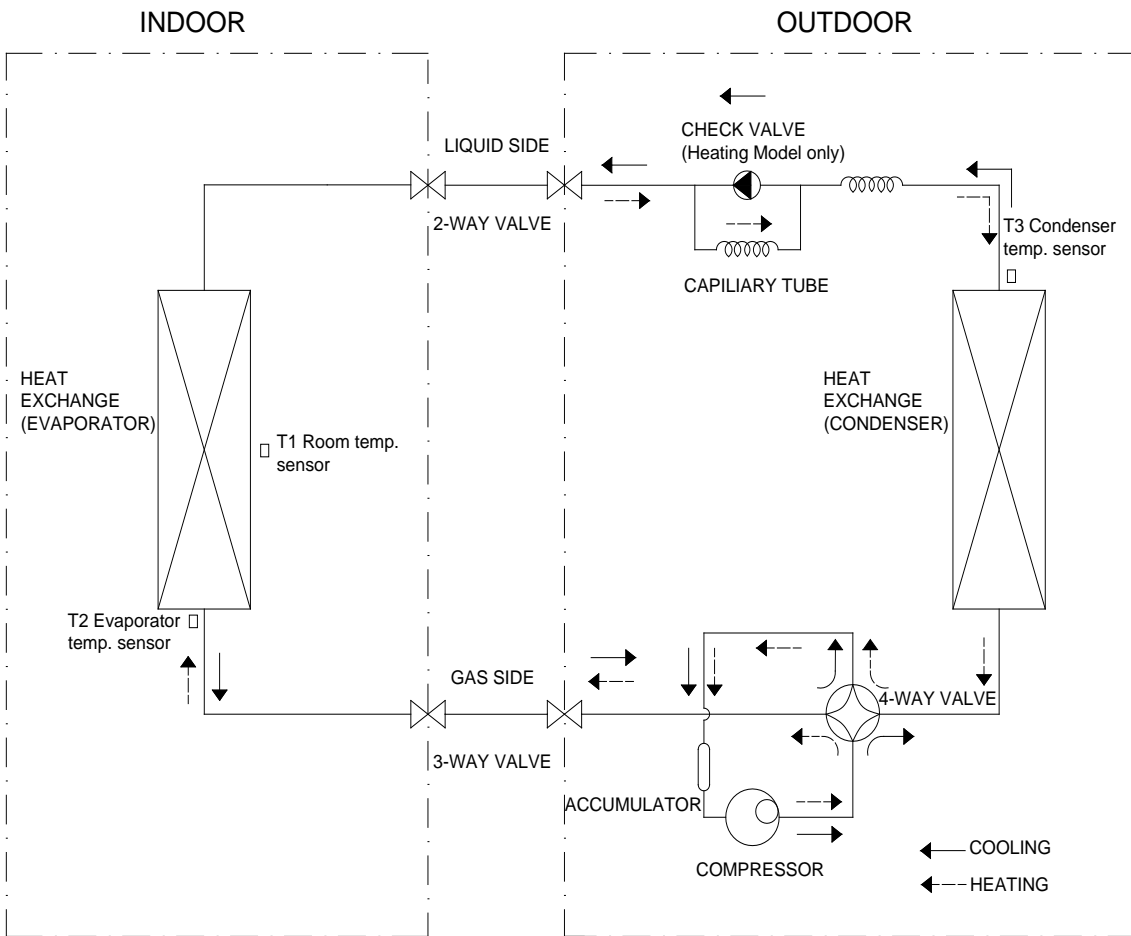 INDOOR
OUTDOOR
LIQUID SIDE
CHECK VALVE
(Heating Model only)
2-WAY VALVE
T3 Condenser
temp. sensor
CAPILIARY TUBE
HEAT
EXCHANGE
(EVAPORATOR)
T1 Room temp.
sensor
HEAT
EXCHANGE
(CONDENSER)
T2 Evaporator
temp. sensor
GAS SIDE
4-WAY VALVE
3-WAY VALVE
ACCUMULATOR
COMPRESSOR
COOLING
HEATING